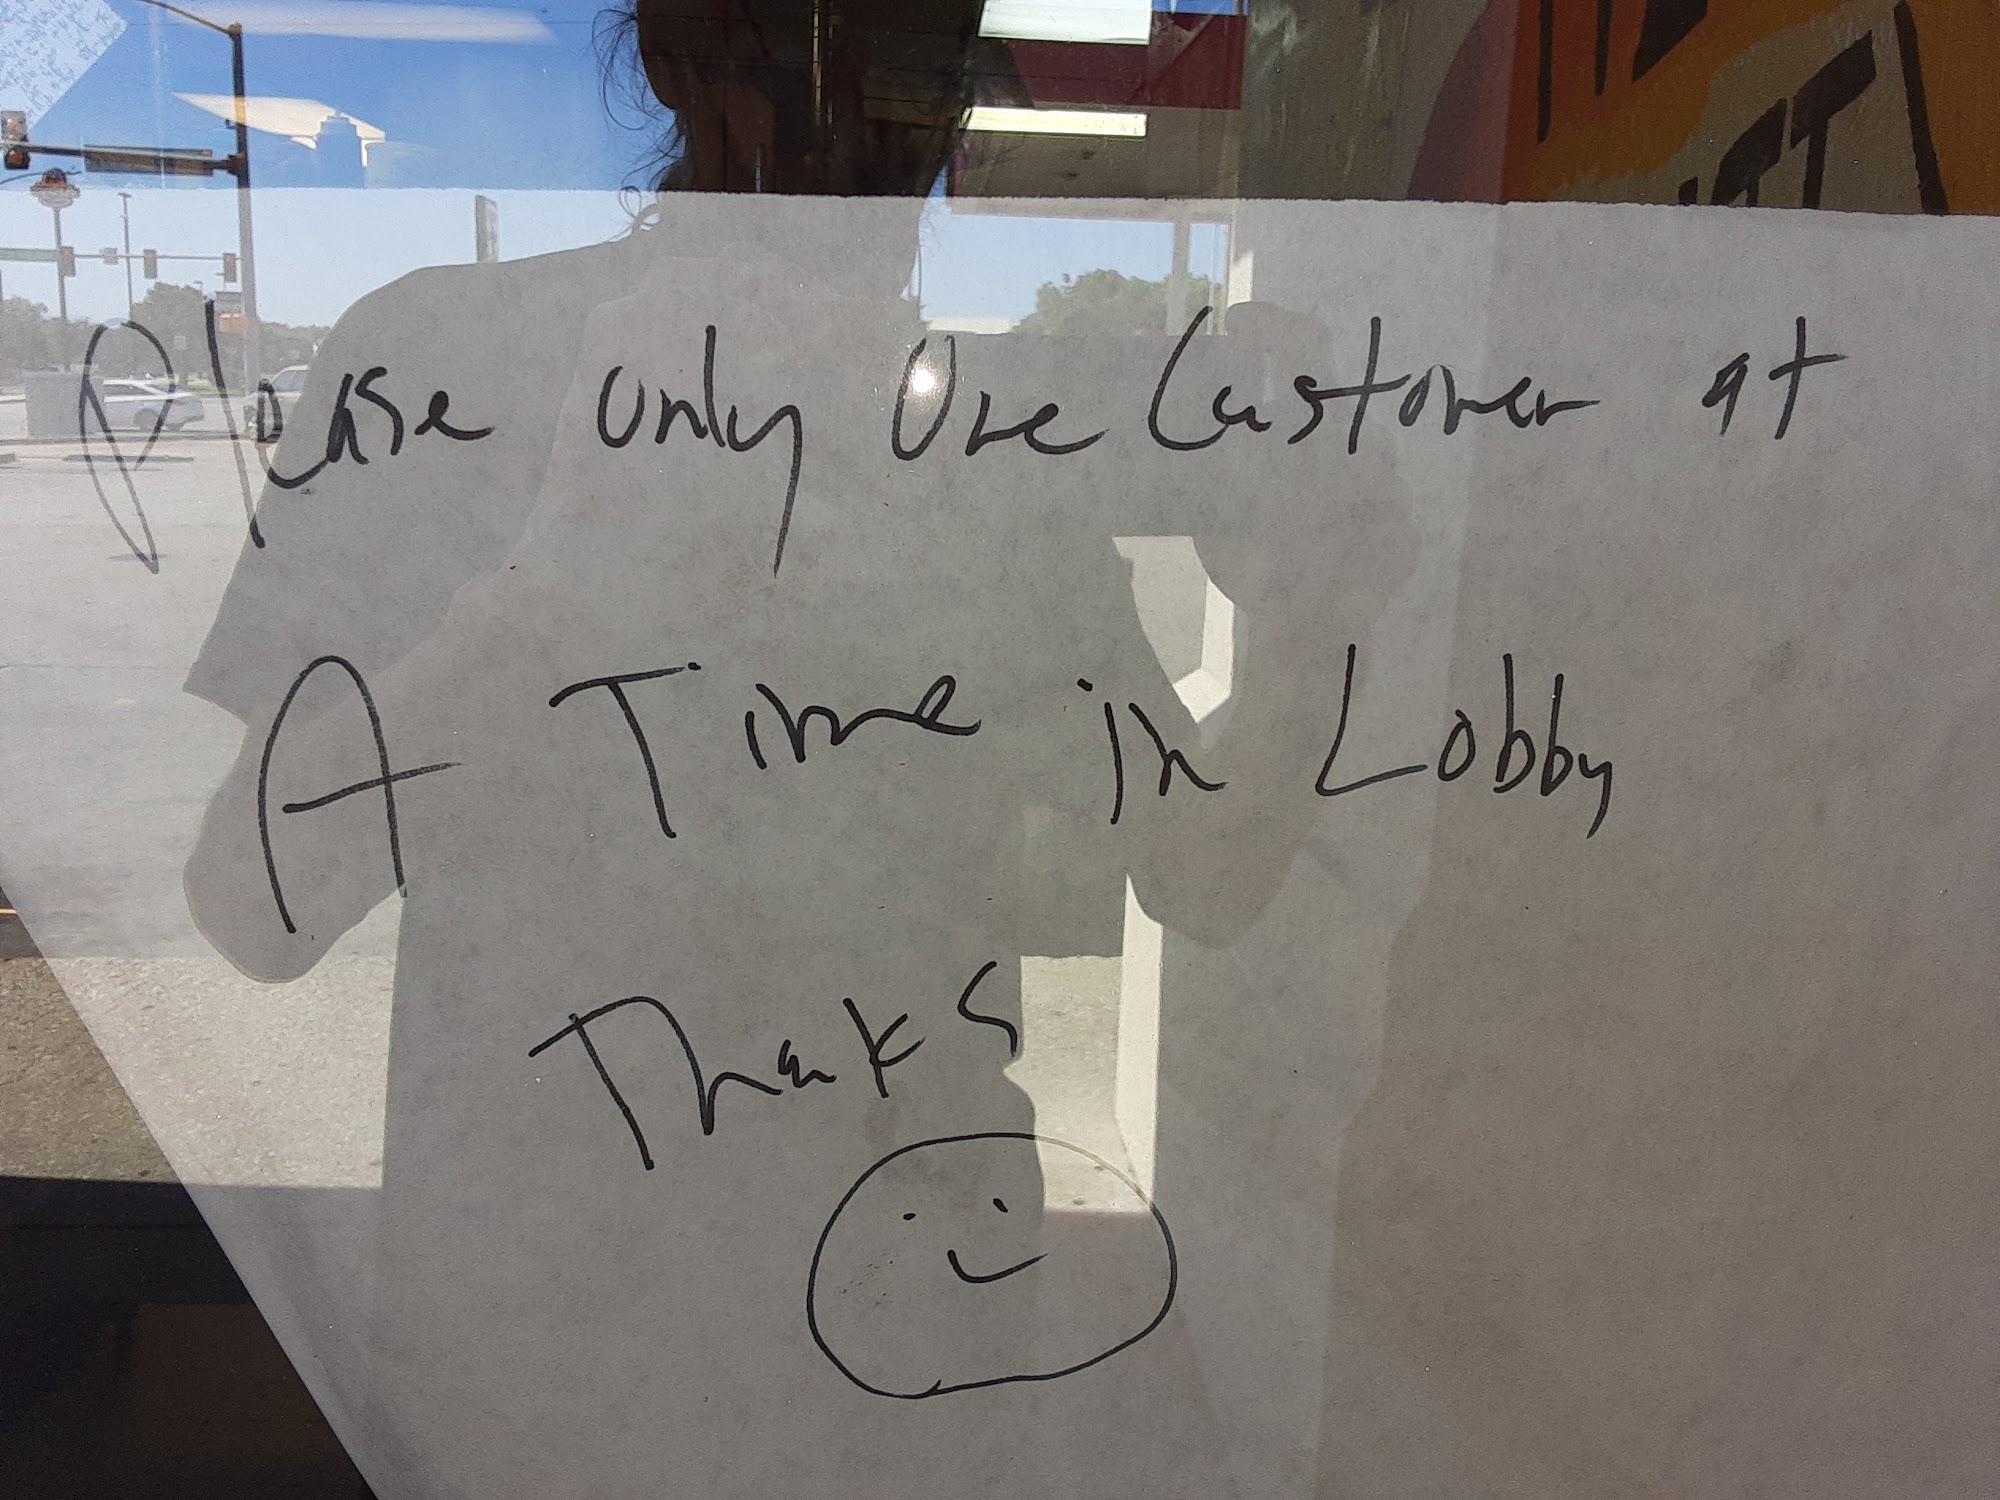 Please only One Customer at
A Time in Lobby
Thanks